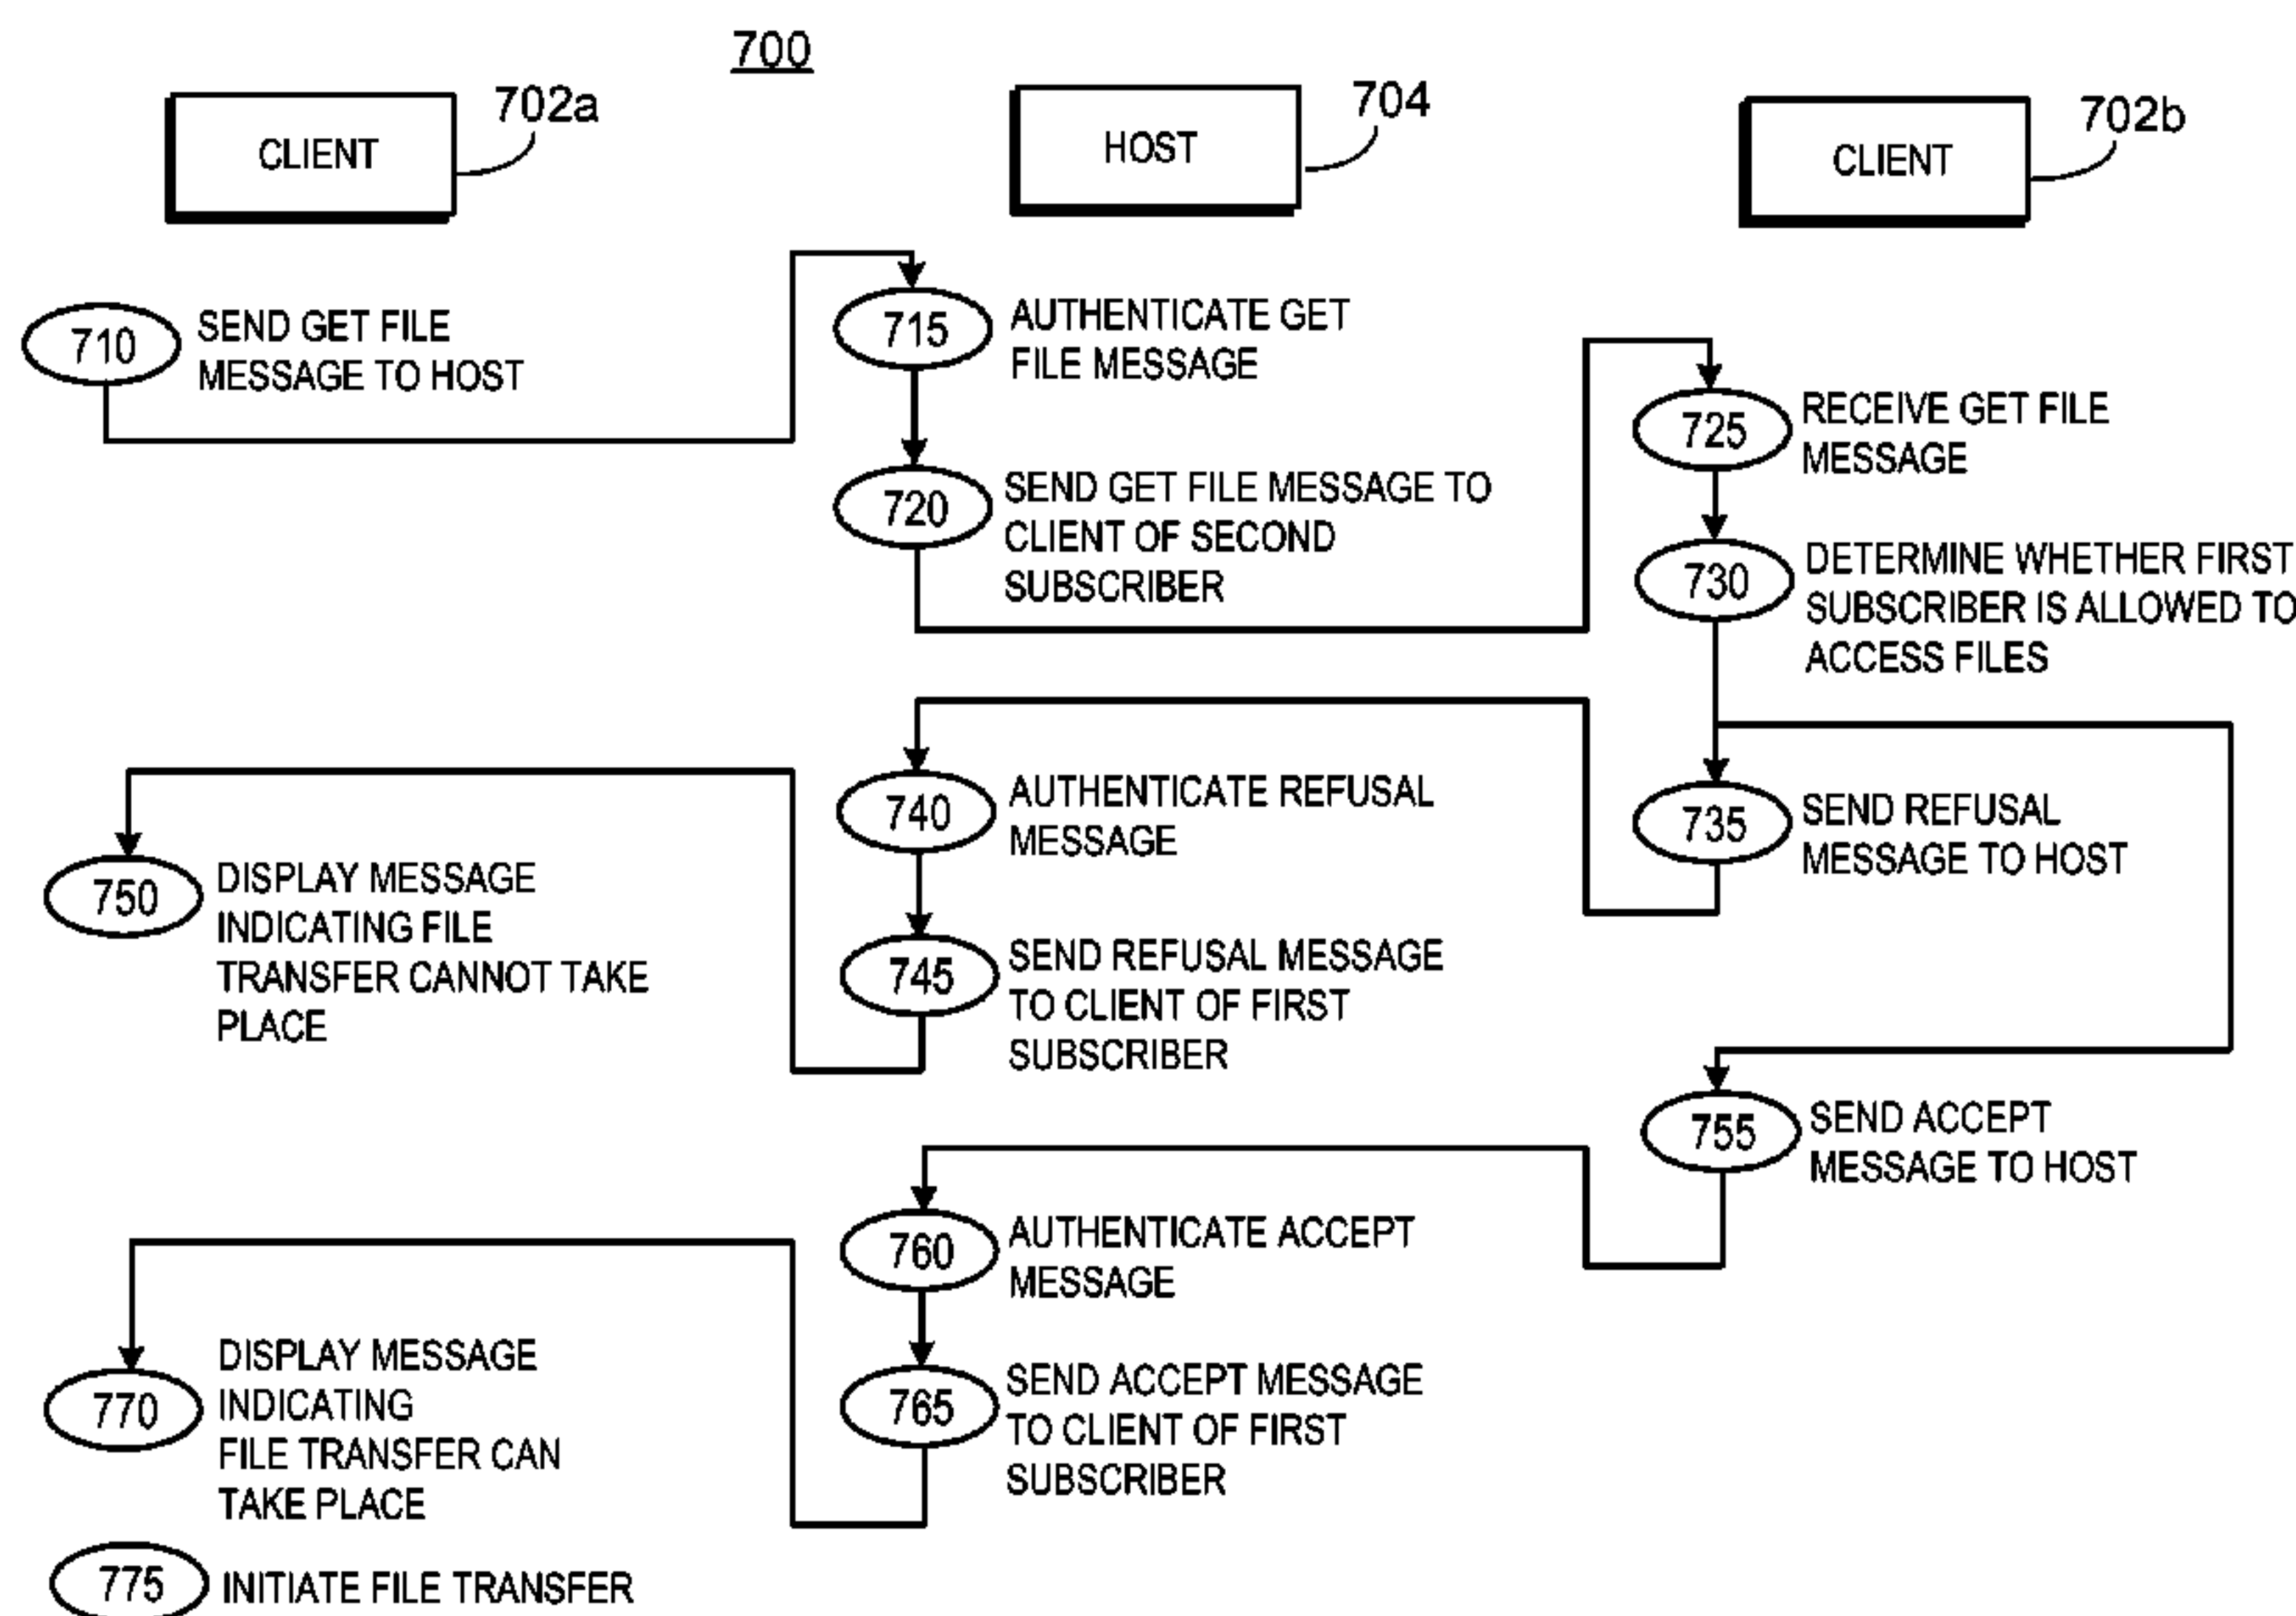 700
CLIENT
702a
HOST
704
CLIENT
702b
710
SEND GET FILE
MESSAGE TO HOST
715
AUTHENTICATE GET
FILE MESSAGE
720
SEND GET FILE MESSAGE TO
CLIENT OF SECOND
SUBSCRIBER
725
RECEIVE GET FILE
MESSAGE
730
DETERMINE WHETHER FIRST
SUBSCRIBER IS ALLOWED TO
ACCESS FILES
735
SEND REFUSAL
MESSAGE TO HOST
740
AUTHENTICATE REFUSAL
MESSAGE
745
SEND REFUSAL MESSAGE
TO CLIENT OF FIRST
SUBSCRIBER
750
DISPLAY MESSAGE
INDICATING FILE
TRANSFER CANNOT TAKE
PLACE
755
SEND ACCEPT
MESSAGE TO HOST
760
AUTHENTICATE ACCEPT
MESSAGE
765
SEND ACCEPT MESSAGE
TO CLIENT OF FIRST
SUBSCRIBER
770
DISPLAY MESSAGE
INDICATING
FILE TRANSFER CAN
TAKE PLACE
775
INITIATE FILE TRANSFER